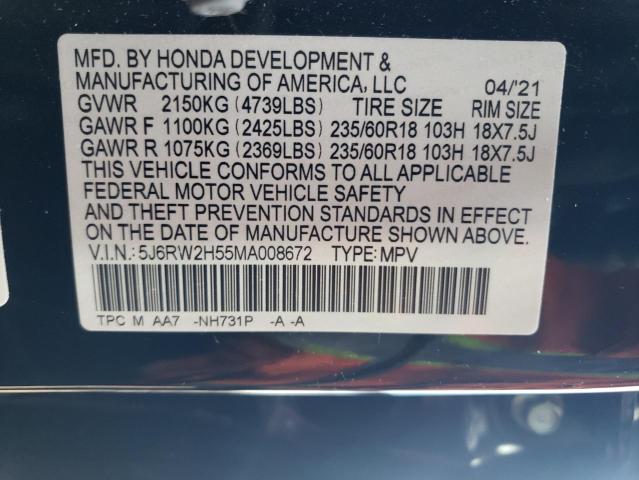 MFD. BY HONDA DEVELOPMENT &
MANUFACTURING OF AMERICA, LLC 04/'21
GVWR 2150KG (4739LBS) TIRE SIZE RIM SIZE
GAWR F 1100KG (2425LBS) 235/60R18 103H 18X7.5J
GAWR R 1075KG (2369LBS) 235/60R18 103H 18X7.5J
THIS VEHICLE CONFORMS TO ALL APPLICABLE
FEDERAL MOTOR VEHICLE SAFETY
AND THEFT PREVENTION STANDARDS IN EFFECT
ON THE DATE OF MANUFACTURE SHOWN ABOVE.
V.I.N.:5J6RW2H55MA008672 TYPE:MPV
TPC M AA7 -NH731P -A -A